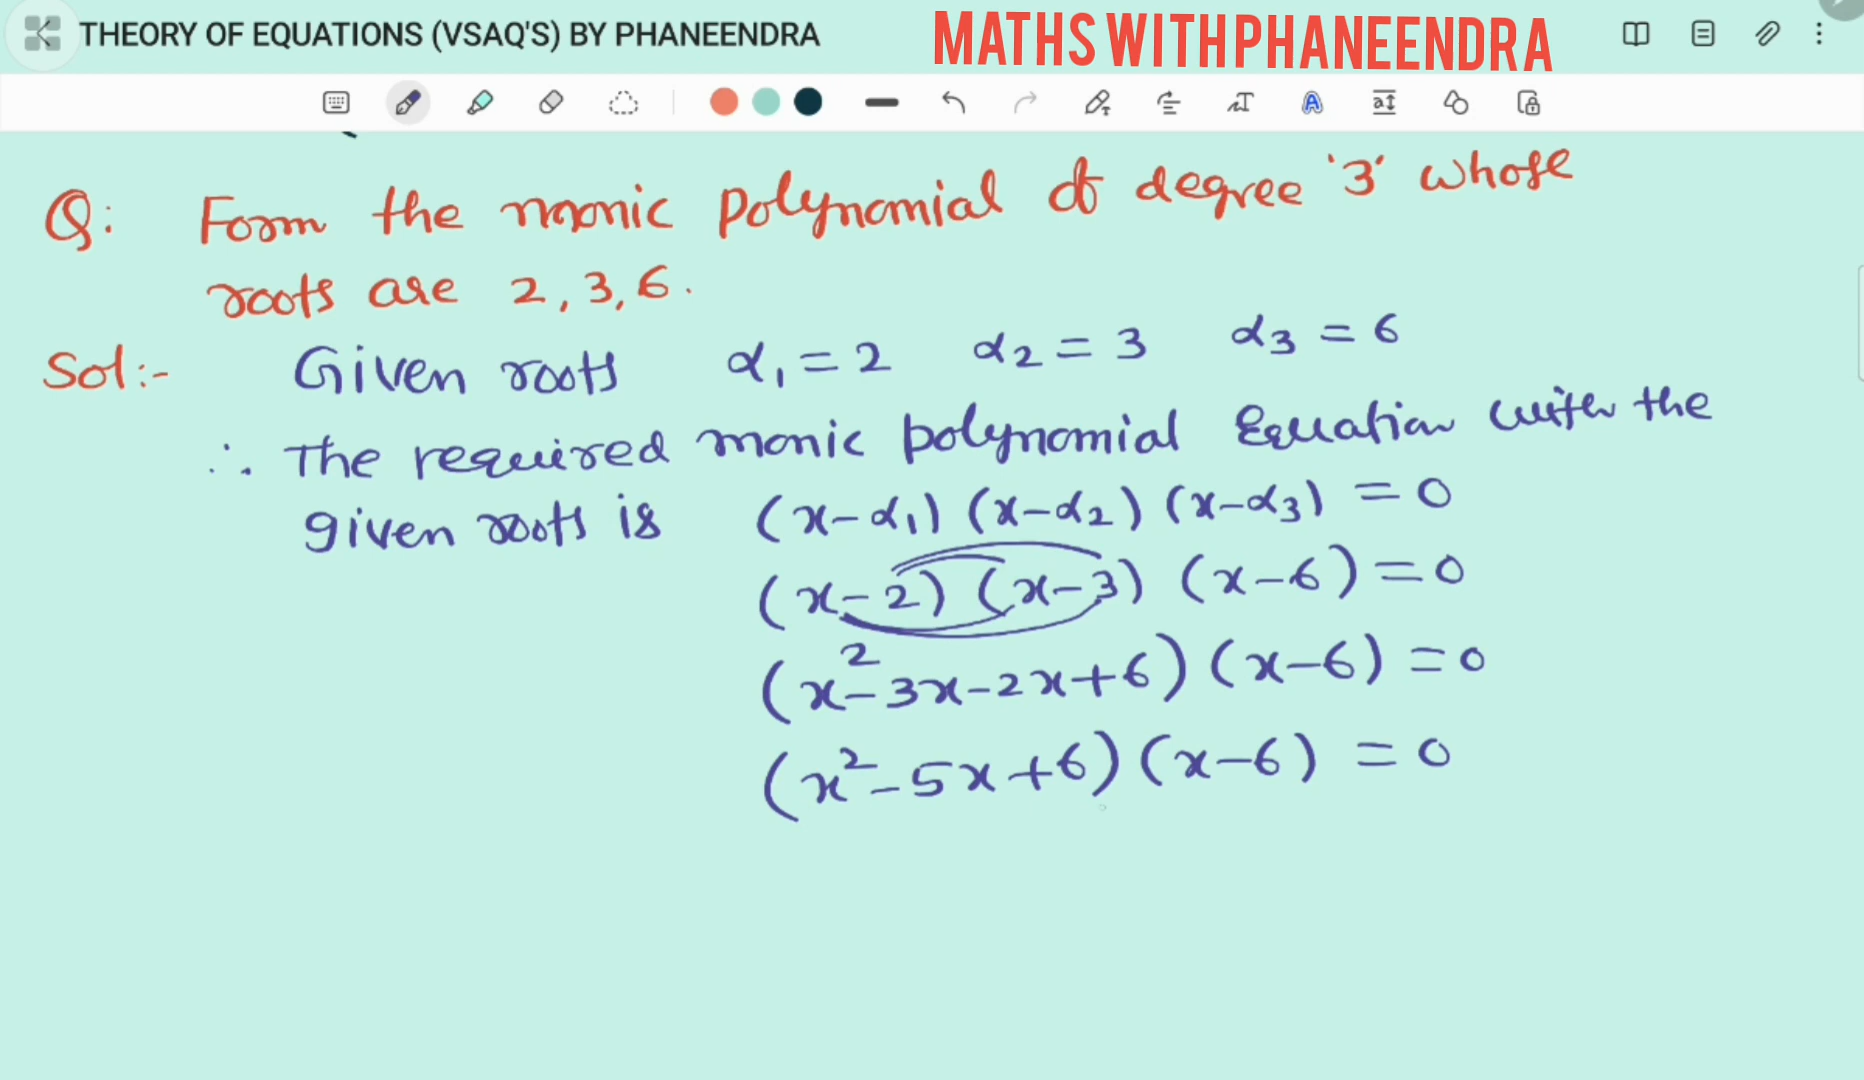 THEORY OF EQUATIONS (VSAQ'S) BY PHANEENDRA
MATHS WITH PHANEENDRA
Q: Form the monic polynomial of degree '3' whose
roots are 2, 3, 6.
Sol:- Given roots α₁ = 2 α₂ = 3 α₃ = 6
∴ The required monic polynomial Equation with the
given roots is (x-α₁) (x-α₂) (x-α₃) = 0
(x-2) (x-3) (x-6) = 0
(x²-3x-2x+6) (x-6) = 0
(x²-5x+6) (x-6) = 0